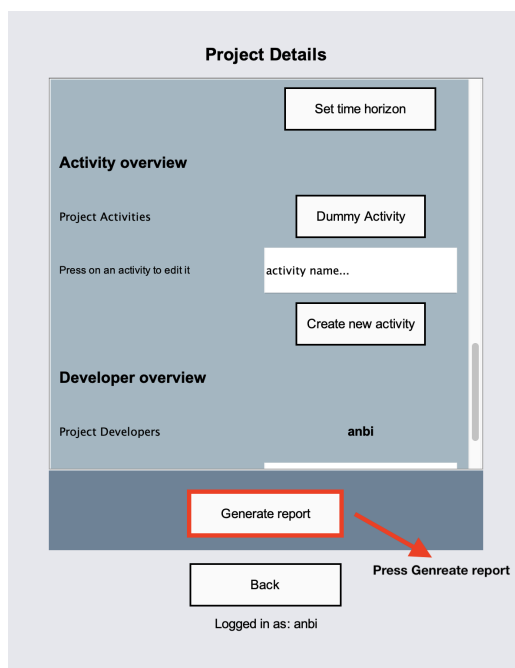 Project Details
Set time horizon
Activity overview
Project Activities
Dummy Activity
Press on an activity to edit it
activity name...
Create new activity
Developer overview
Project Developers
anbi
Generate report
Press Genreate report
Back
Logged in as: anbi